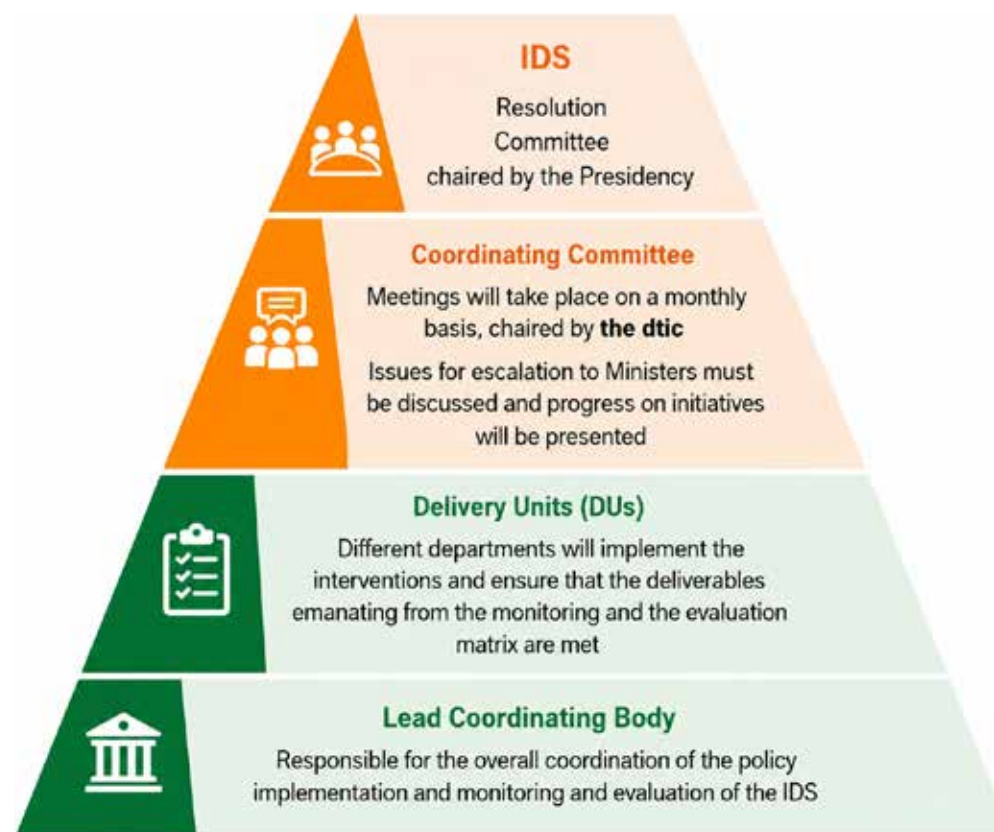 IDS
Resolution
Committee
chaired by the Presidency
Coordinating Committee
Meetings will take place on a monthly
basis, chaired by the dtic
Issues for escalation to Ministers must
be discussed and progress on initiatives
will be presented
Delivery Units (DUs)
Different departments will implement the
interventions and ensure that the deliverables
emanating from the monitoring and the evaluation
matrix are met
Lead Coordinating Body
Responsible for the overall coordination of the policy
implementation and monitoring and evaluation of the IDS